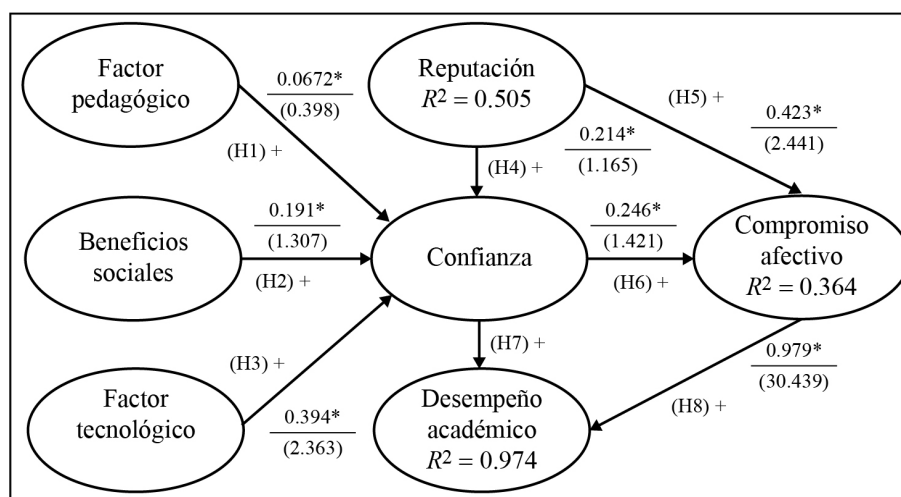 Factor
pedagógico
0.0672*
(0.398)
(H1) +
Reputación
R² = 0.505
(H5) +
0.423*
(2.441)
(H4) +
0.214*
(1.165)
Beneficios
sociales
0.191*
(1.307)
(H2) +
Confianza
0.246*
(1.421)
(H6) +
Compromiso
afectivo
R² = 0.364
(H3) +
(H7) +
Factor
tecnológico
0.394*
(2.363)
Desempeño
académico
R² = 0.974
(H8) +
0.979*
(30.439)